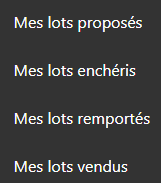 Mes lots proposés
Mes lots enchéris
Mes lots remportés
Mes lots vendus